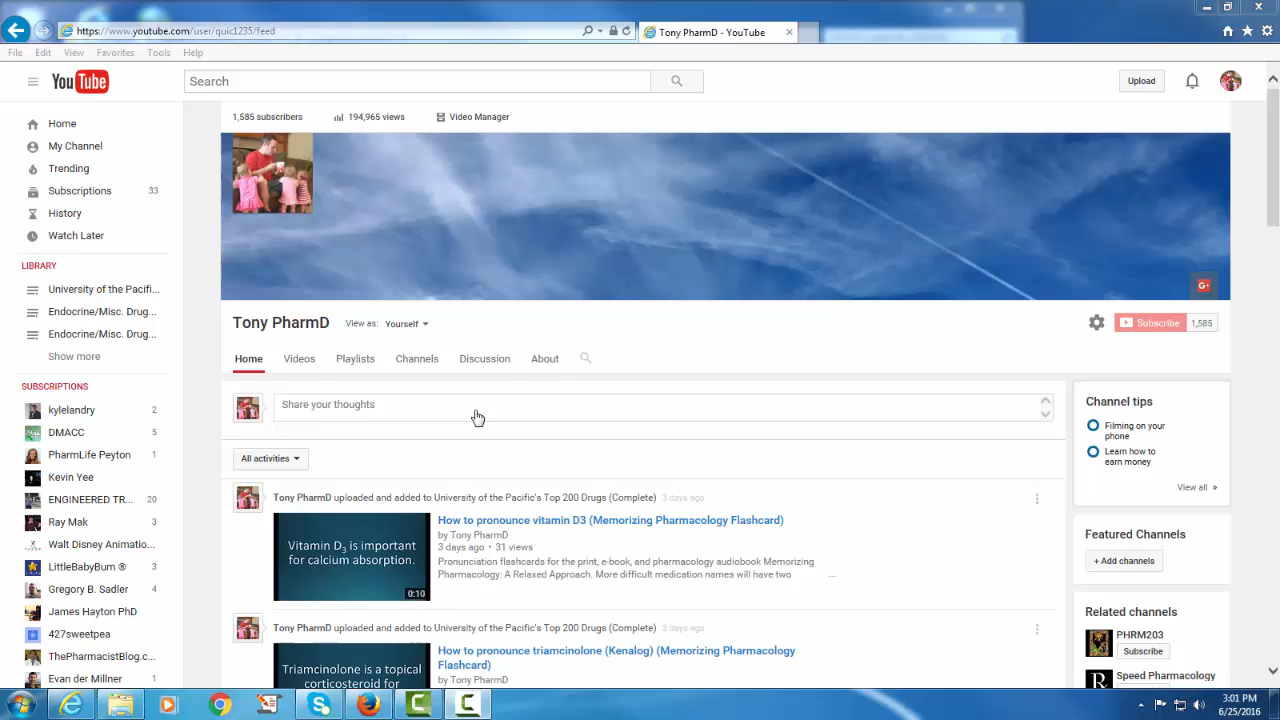 https://www.youtube.com/user/quic1235/feed
Tony PharmD - YouTube
File Edit View Favorites Tools Help
YouTube
Search
Upload
Home
My Channel
Trending
Subscriptions 33
History
Watch Later
LIBRARY
University of the Pacifi...
Endocrine/Misc. Drug...
Endocrine/Misc. Drug...
Show more
SUBSCRIPTIONS
kylelandry 2
DMACC 5
PharmLife Peyton 1
Kevin Yee
ENGINEERED TR... 20
Ray Mak 3
Walt Disney Animatio...
LittleBabyBum ® 3
Gregory B. Sadler 4
James Hayton PhD
427sweetpea
ThePharmacistBlog.c...
Evan der Millner 1
1,585 subscribers 194,965 views Video Manager
G+
Tony PharmD View as: Yourself
Subscribe 1,585
Home Videos Playlists Channels Discussion About
Share your thoughts
All activities
Tony PharmD uploaded and added to University of the Pacific's Top 200 Drugs (Complete) 3 days ago
Vitamin D3 is important
for calcium absorption.
0:10
How to pronounce vitamin D3 (Memorizing Pharmacology Flashcard)
by Tony PharmD
3 days ago • 31 views
Pronunciation flashcards for the print, e-book, and pharmacology audiobook Memorizing
Pharmacology: A Relaxed Approach. More difficult medication names will have two ...
Tony PharmD uploaded and added to University of the Pacific's Top 200 Drugs (Complete) 3 days ago
Triamcinolone is a topical
corticosteroid for
How to pronounce triamcinolone (Kenalog) (Memorizing Pharmacology
Flashcard)
by Tony PharmD
Channel tips
Filming on your
phone
Learn how to
earn money
View all »
Featured Channels
+ Add channels
Related channels
PHRM203
Subscribe
Speed Pharmacology
Subscribe
3:01 PM
6/25/2016